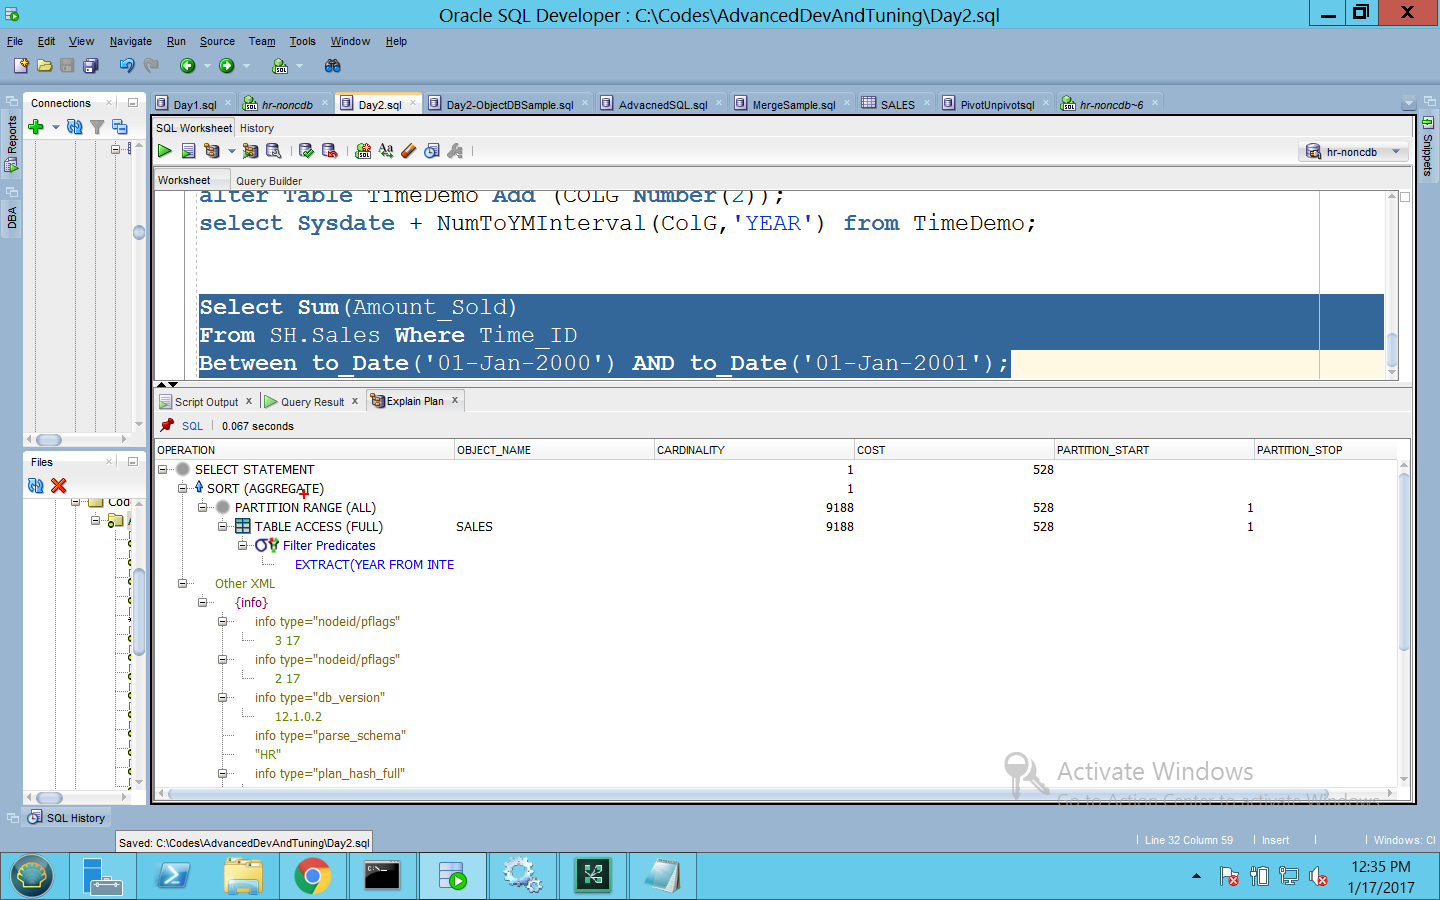 Oracle SQL Developer : C:\Codes\AdvancedDevAndTuning\Day2.sql
File Edit View Navigate Run Source Team Tools Window Help
Connections
Day1.sql hr-noncdb Day2.sql Day2-ObjectDBSample.sql AdvacnedSQL.sql MergeSample.sql SALES PivotUnpivotsql hr-noncdb~6
Reports
DBA
Snippets
SQL Worksheet History
hr-noncdb
Worksheet Query Builder
alter Table TimeDemo Add (COLG Number(2));
select Sysdate + NumToYMInterval(ColG,'YEAR') from TimeDemo;
Select Sum(Amount_Sold)
From SH.Sales Where Time_ID
Between to_Date('01-Jan-2000') AND to_Date('01-Jan-2001');
Script Output Query Result Explain Plan
SQL 0.067 seconds
OPERATION OBJECT_NAME CARDINALITY COST PARTITION_START PARTITION_STOP
SELECT STATEMENT 1 528
SORT (AGGREGATE) 1
PARTITION RANGE (ALL) 9188 528 1
TABLE ACCESS (FULL) SALES 9188 528 1
Filter Predicates
EXTRACT(YEAR FROM INTE
Other XML
{info}
info type="nodeid/pflags"
3 17
info type="nodeid/pflags"
2 17
info type="db_version"
12.1.0.2
info type="parse_schema"
"HR"
info type="plan_hash_full"
Files
Cod
Activate Windows
Go to Action Center to activate Windows.
SQL History
Saved: C:\Codes\AdvancedDevAndTuning\Day2.sql
Line 32 Column 59 Insert Windows: Cl
12:35 PM
1/17/2017